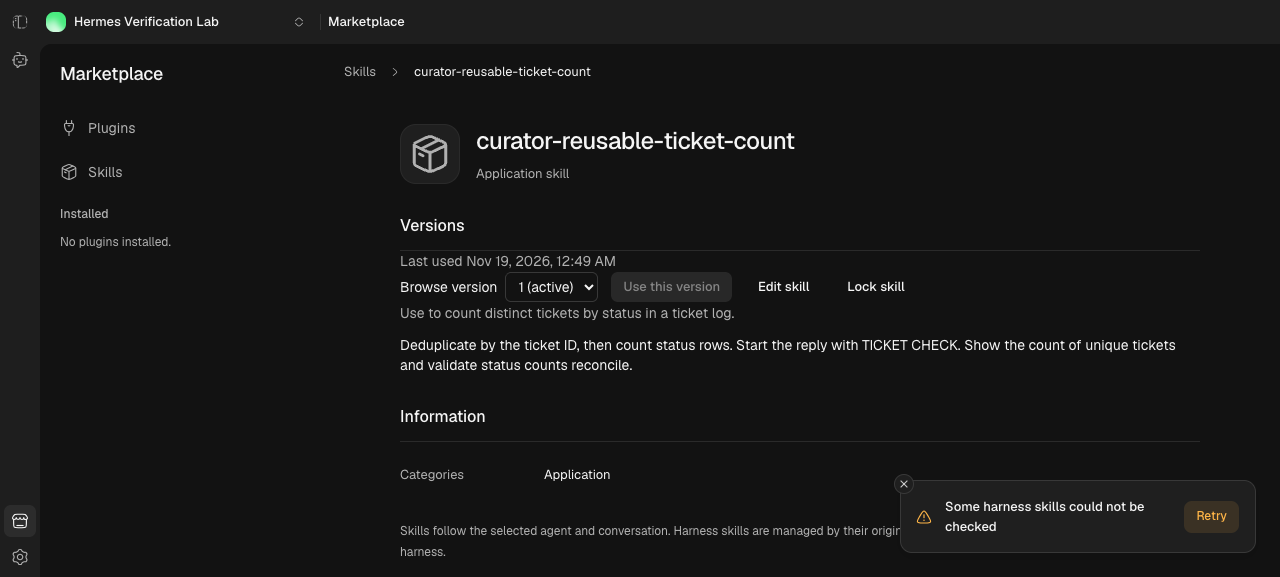 Hermes Verification Lab
Marketplace
Marketplace
Plugins
Skills
Installed
No plugins installed.
Skills
curator-reusable-ticket-count
curator-reusable-ticket-count
Application skill
Versions
Last used Nov 19, 2026, 12:49 AM
Browse version 1 (active) Use this version Edit skill Lock skill
Use to count distinct tickets by status in a ticket log.
Deduplicate by the ticket ID, then count status rows. Start the reply with TICKET CHECK. Show the count of unique tickets
and validate status counts reconcile.
Information
Categories Application
Skills follow the selected agent and conversation. Harness skills are managed by their
harness.
Some harness skills could not be
checked
Retry